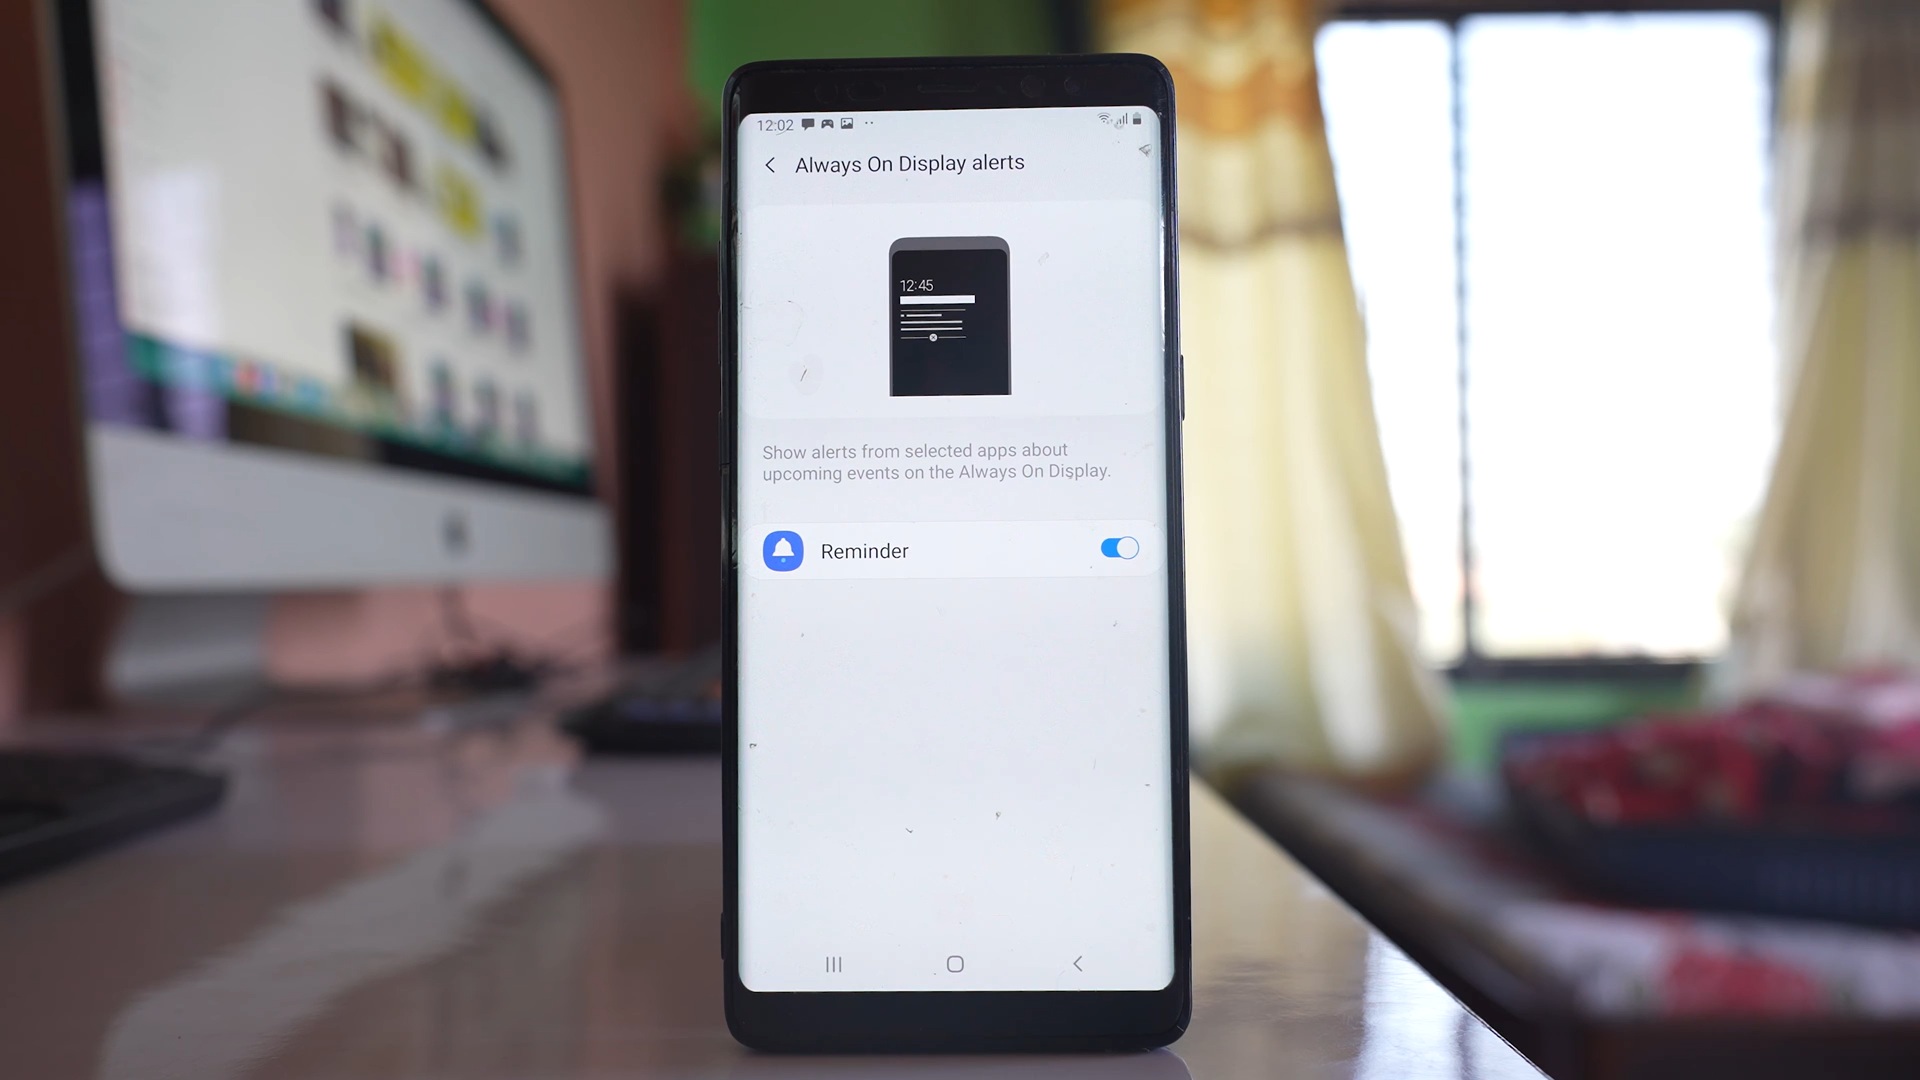 12:02
Always On Display alerts
12:45
Show alerts from selected apps about
upcoming events on the Always On Display.
Reminder